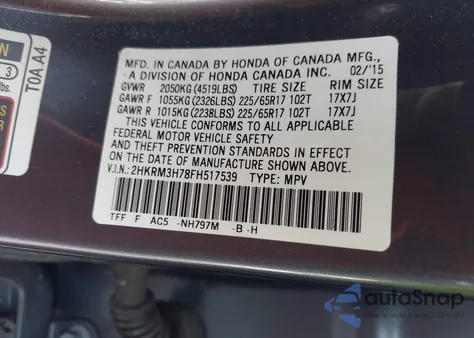 MFD. IN CANADA BY HONDA OF CANADA MFG.,
- A DIVISION OF HONDA CANADA INC. 02/'15
GVWR 2050KG (4519LBS) TIRE SIZE RIM SIZE
GAWR F 1055KG (2326LBS) 225/65R17 102T 17X7J
GAWR R 1015KG (2238LBS) 225/65R17 102T 17X7J
THIS VEHICLE CONFORMS TO ALL APPLICABLE
FEDERAL MOTOR VEHICLE SAFETY
AND THEFT PREVENTION STANDARDS IN EFFECT ON
THE DATE OF MANUFACTURE SHOWN ABOVE.
V.I.N.: 2HKRM3H78FH517539 TYPE: MPV
TFF F AC5 -NH797M -B-H
T0A A4
3
lbs.
autoSnap